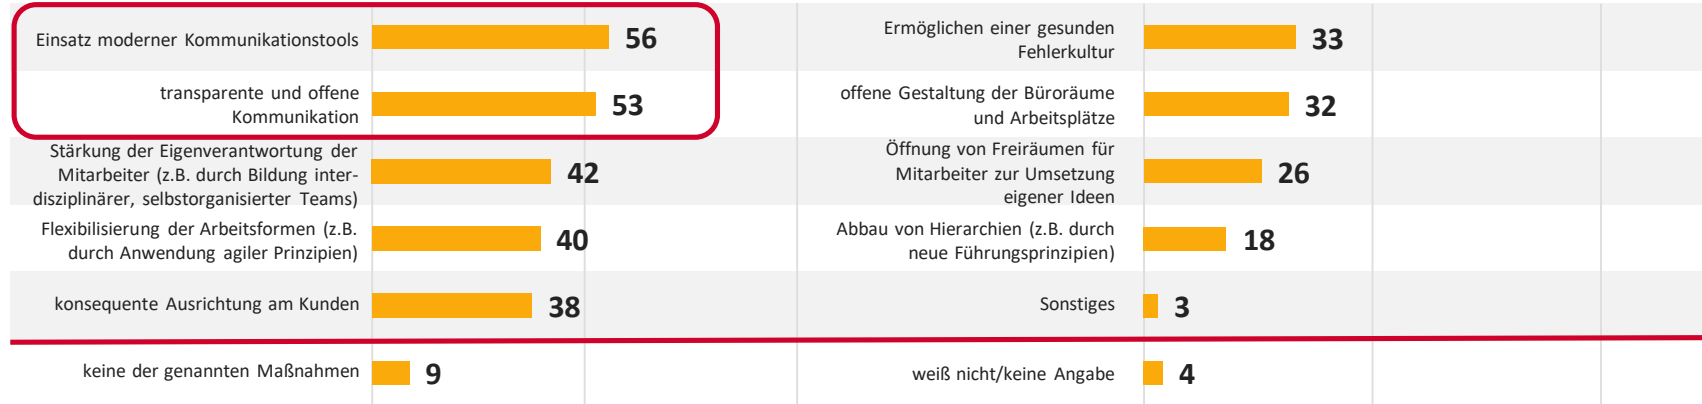 Einsatz moderner Kommunikationstools
56
transparente und offene
Kommunikation
53
Stärkung der Eigenverantwortung der
Mitarbeiter (z.B. durch Bildung inter-
disziplinärer, selbstorganisierter Teams)
42
Flexibilisierung der Arbeitsformen (z.B.
durch Anwendung agiler Prinzipien)
40
konsequente Ausrichtung am Kunden
38
keine der genannten Maßnahmen
9
Ermöglichen einer gesunden
Fehlerkultur
33
offene Gestaltung der Büroräume
und Arbeitsplätze
32
Öffnung von Freiräumen für
Mitarbeiter zur Umsetzung
eigener Ideen
26
Abbau von Hierarchien (z.B. durch
neue Führungsprinzipien)
18
Sonstiges
3
weiß nicht/keine Angabe
4